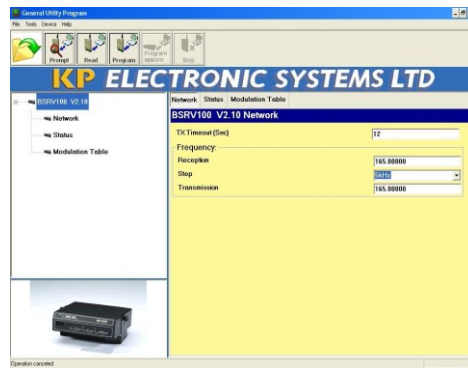 General Utility Program
File Tools Device Help
Prompt Read Program Program system Stop
KP ELECTRONIC SYSTEMS LTD
BSRV100 V2.10
Network
Status
Modulation Table
Network Status Modulation Table
BSRV100 V2.10 Network
TX Timeout (Sec) 12
Frequency:
Reception 165.00000
Step 5kHz
Transmission 165.00000
Operation canceled